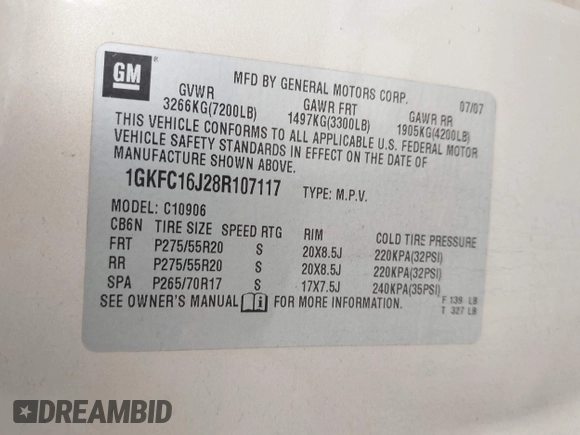 GM
MFD BY GENERAL MOTORS CORP. 07/07
GVWR GAWR FRT GAWR RR
3266KG(7200LB) 1497KG(3300LB) 1905KG(4200LB)
THIS VEHICLE CONFORMS TO ALL APPLICABLE U.S. FEDERAL MOTOR
VEHICLE SAFETY STANDARDS IN EFFECT ON THE DATE OF
MANUFACTURE SHOWN ABOVE.
1GKFC16J28R107117 TYPE: M.P.V.
MODEL: C10906
CB6N TIRE SIZE SPEED RTG RIM COLD TIRE PRESSURE
FRT P275/55R20 S 20X8.5J 220KPA(32PSI)
RR P275/55R20 S 20X8.5J 220KPA(32PSI)
SPA P265/70R17 S 17X7.5J 240KPA(35PSI)
SEE OWNER'S MANUAL FOR MORE INFORMATION. F 139 LB
T 327 LB
DREAMBID